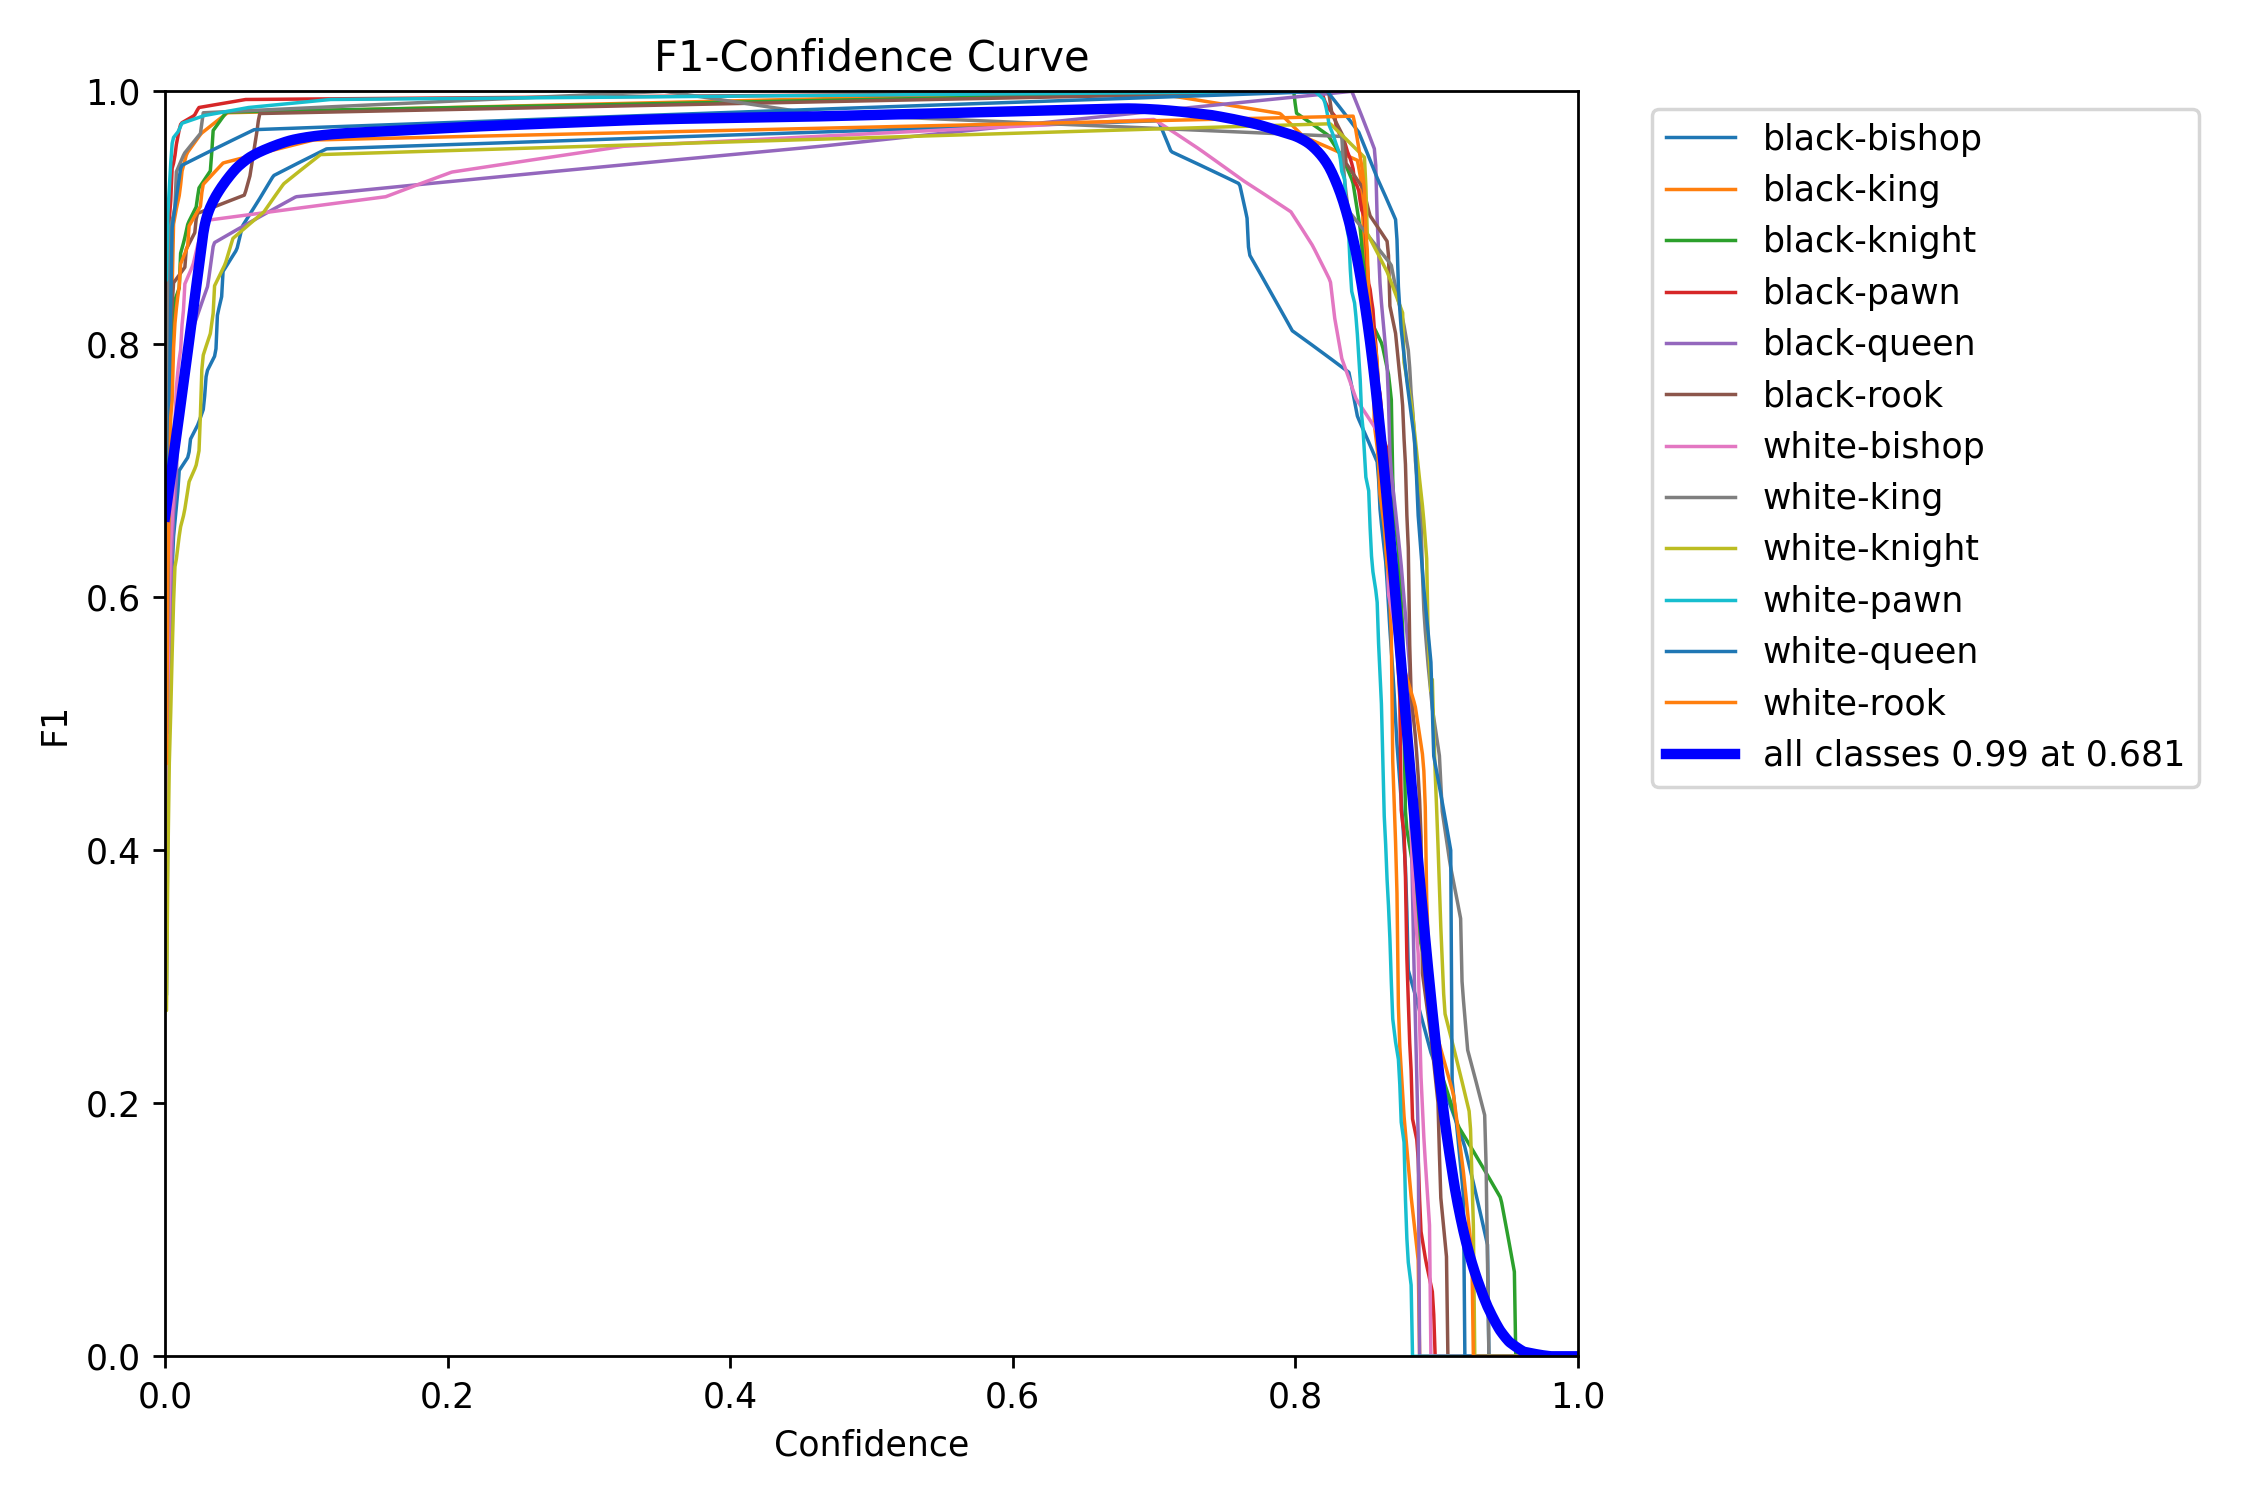 F1-Confidence Curve
1.0
0.8
0.6
0.4
0.2
0.0
F1
0.0 0.2 0.4 0.6 0.8 1.0
Confidence
black-bishop
black-king
black-knight
black-pawn
black-queen
black-rook
white-bishop
white-king
white-knight
white-pawn
white-queen
white-rook
all classes 0.99 at 0.681